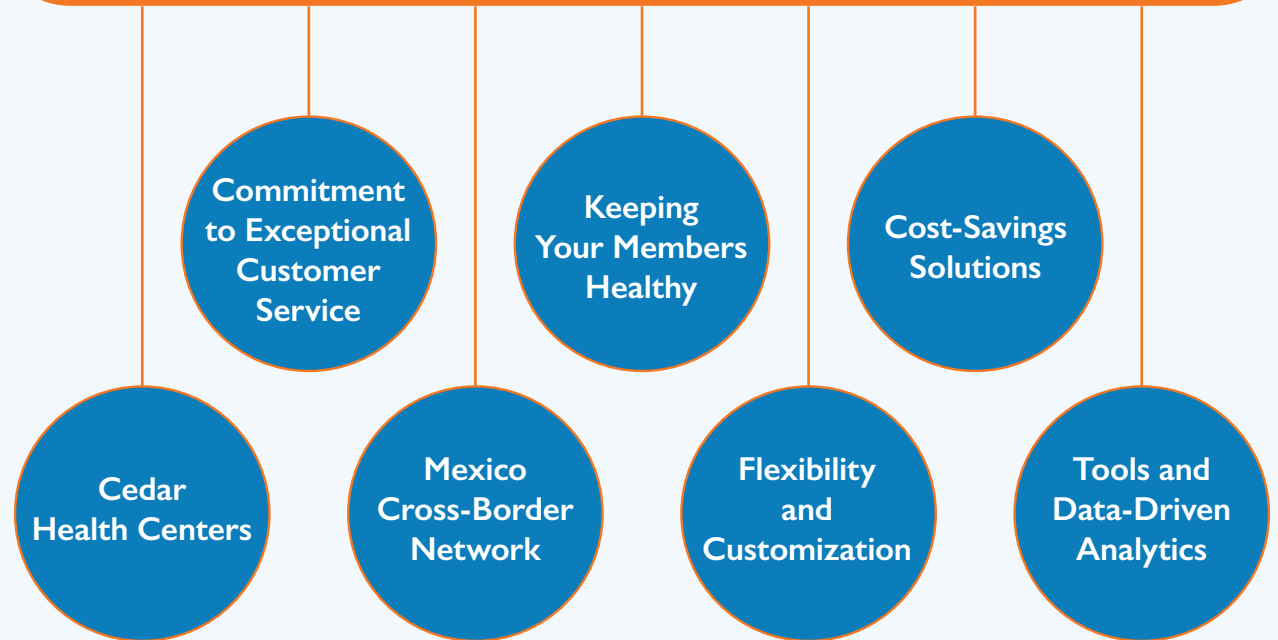 Commitment
to Exceptional
Customer
Service
Keeping
Your Members
Healthy
Cost-Savings
Solutions
Cedar
Health Centers
Mexico
Cross-Border
Network
Flexibility
and
Customization
Tools and
Data-Driven
Analytics